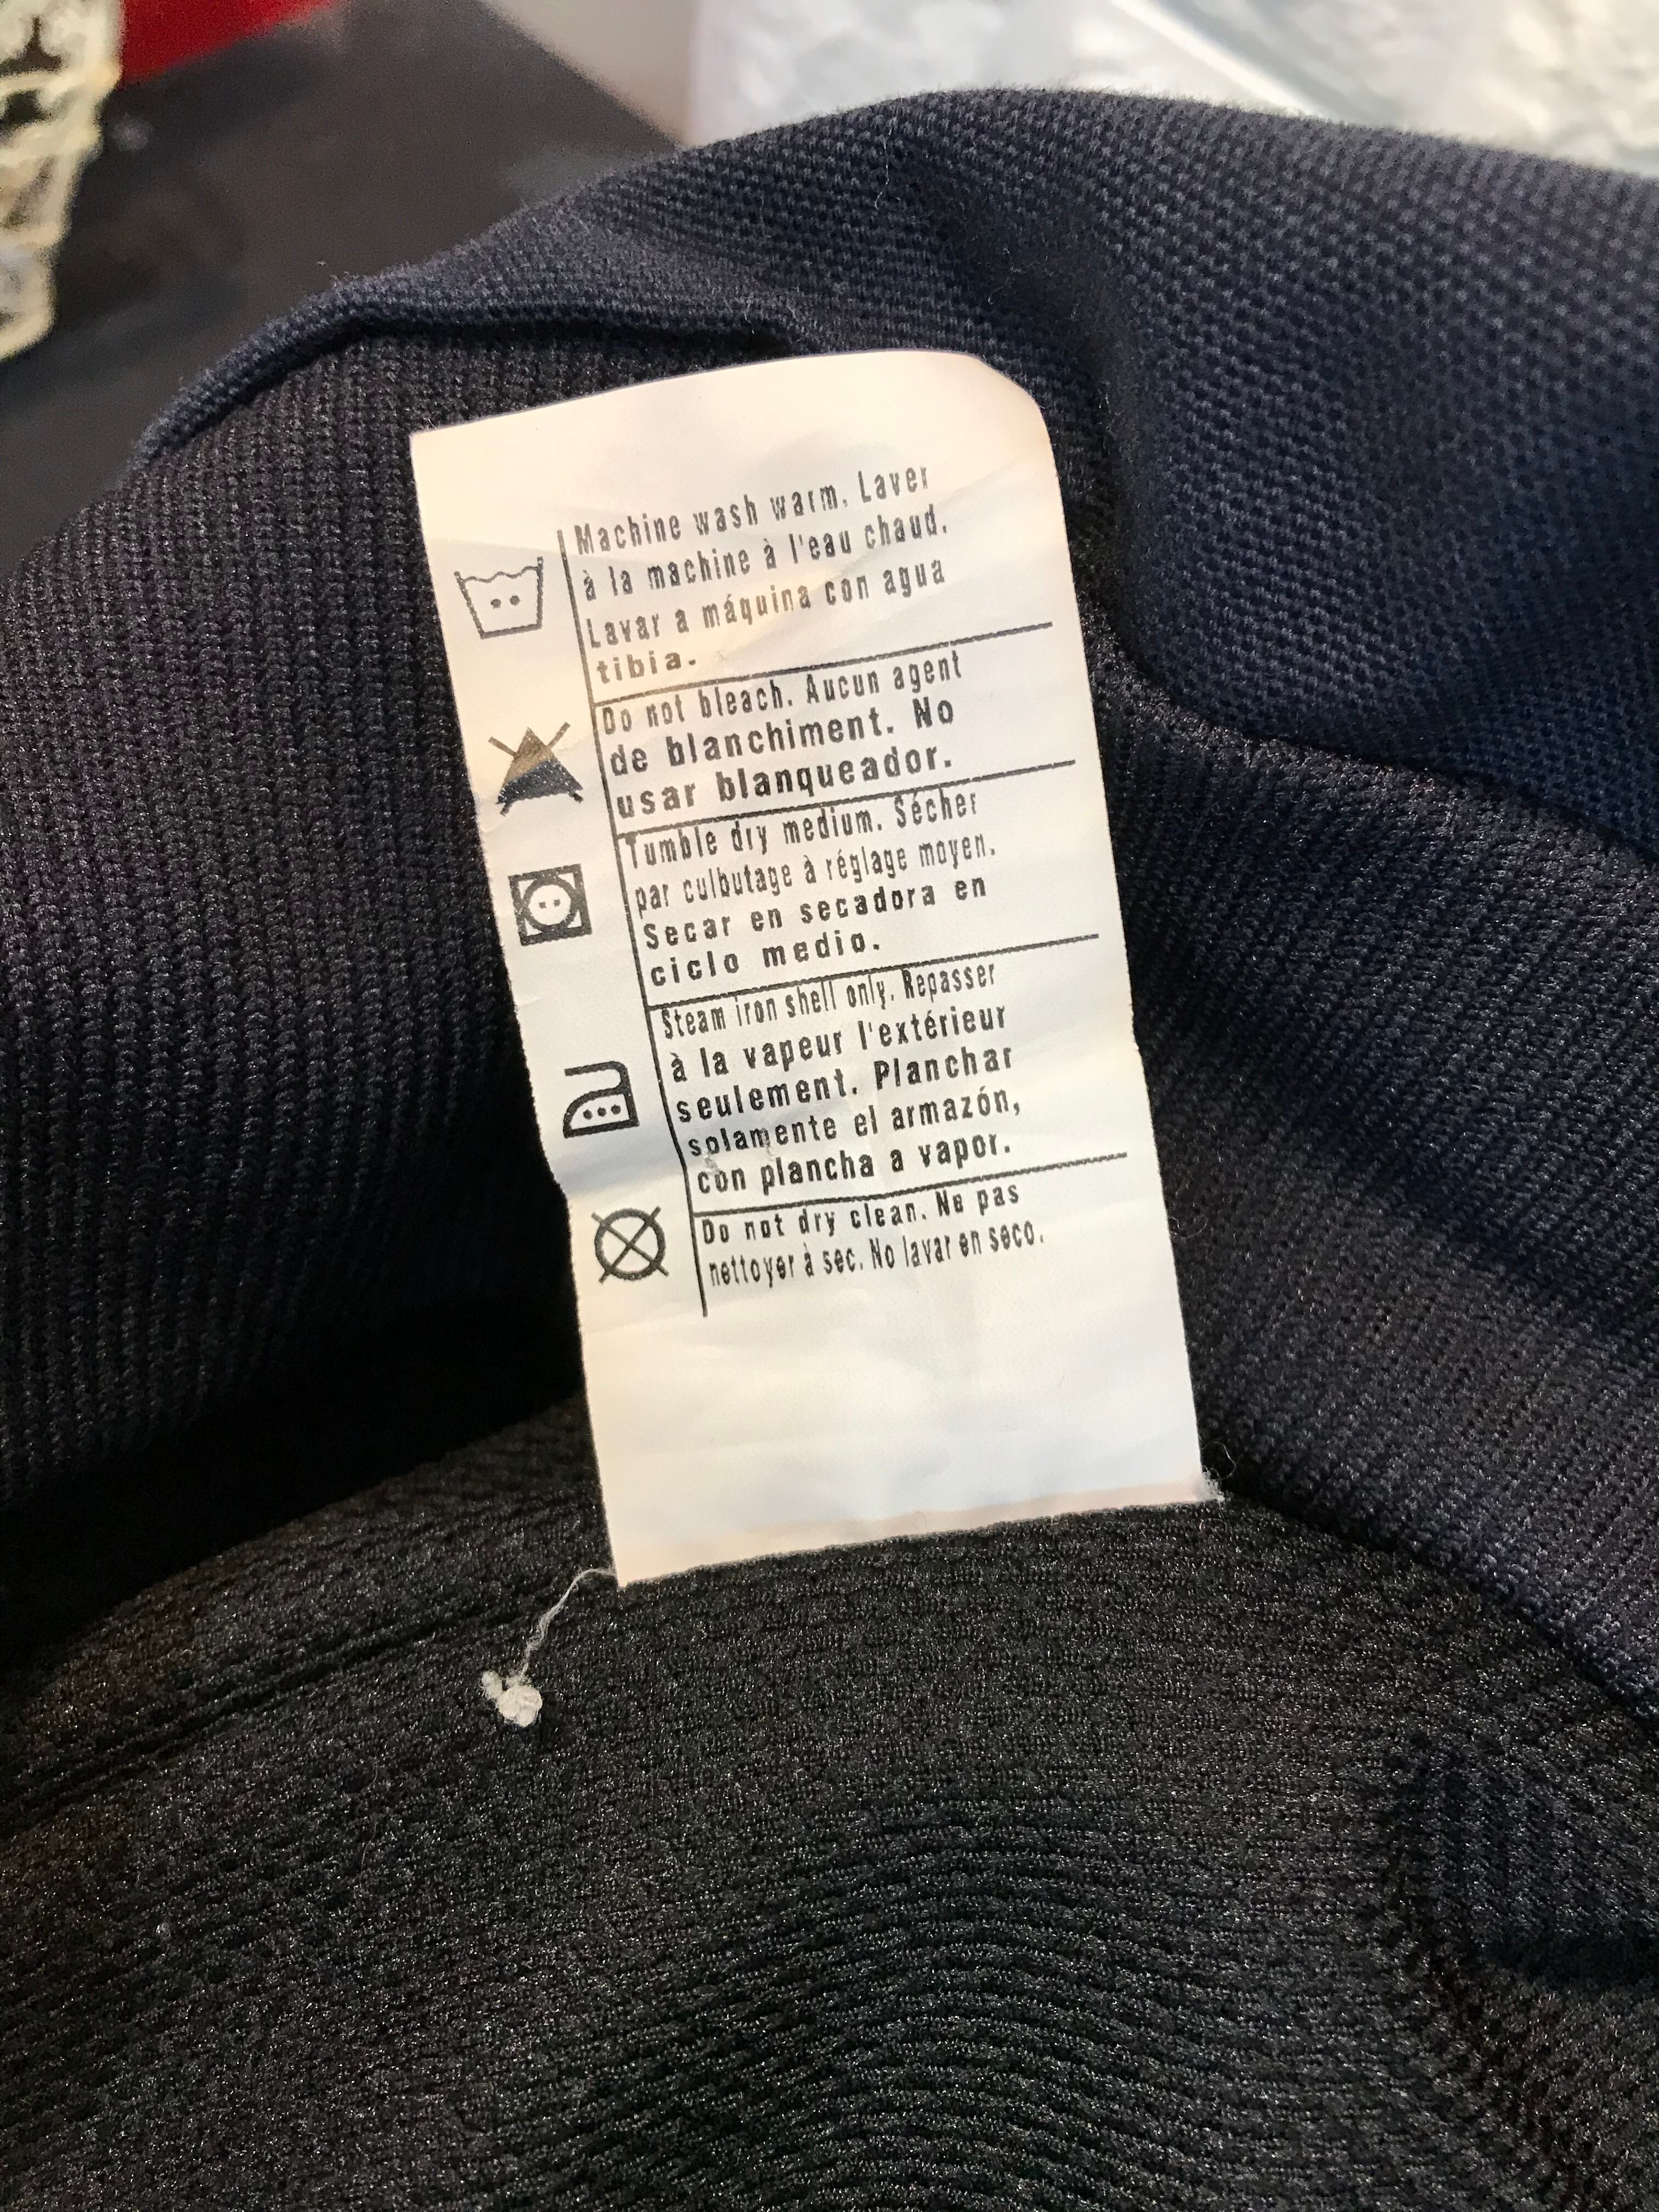 Machine wash warm. Laver
à la machine à l'eau chaud.
Lavar a máquina con agua
tibia.
Do not bleach. Aucun agent
de blanchiment. No
usar blanqueador.
Tumble dry medium. Sécher
par culbutage à réglage moyen.
Secar en secadora en
ciclo medio.
Steam iron shell only. Repasser
à la vapeur l'extérieur
seulement. Planchar
solamente el armazón,
con plancha a vapor.
Do not dry clean. Ne pas
nettoyer à sec. No lavar en seco.